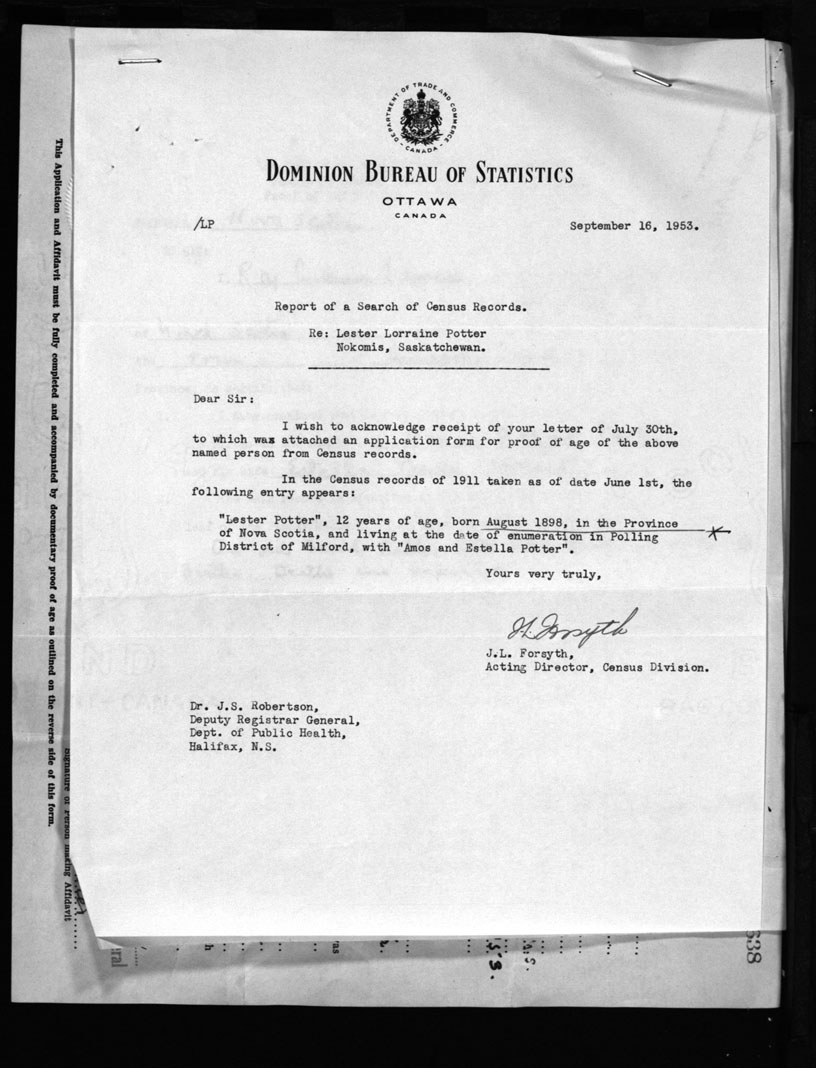 DEPARTMENT OF TRADE AND COMMERCE
- CANADA -
DOMINION BUREAU OF STATISTICS
OTTAWA
CANADA
/LP
September 16, 1953.
Report of a Search of Census Records.
Re: Lester Lorraine Potter
Nokomis, Saskatchewan.
Dear Sir:
I wish to acknowledge receipt of your letter of July 30th,
to which was attached an application form for proof of age of the above
named person from Census records.
In the Census records of 1911 taken as of date June 1st, the
following entry appears:
"Lester Potter", 12 years of age, born August 1898, in the Province
of Nova Scotia, and living at the date of enumeration in Polling
District of Milford, with "Amos and Estella Potter".
Yours very truly,
J.L. Forsyth,
Acting Director, Census Division.
Dr. J.S. Robertson,
Deputy Registrar General,
Dept. of Public Health,
Halifax, N.S.
This Application and Affidavit must be fully completed and accompanied by documentary proof of age as outlined on the reverse side of this form.
Signature of Person making Affidavit
638